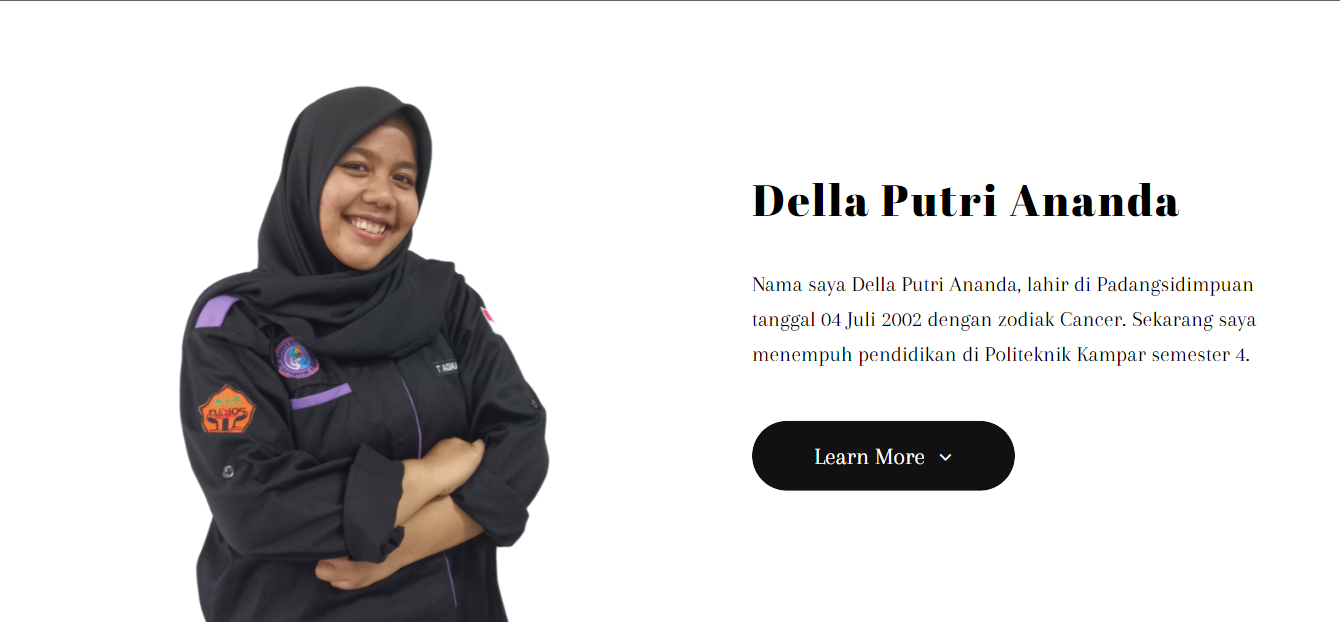 Della Putri Ananda
Nama saya Della Putri Ananda, lahir di Padangsidimpuan
tanggal 04 Juli 2002 dengan zodiak Cancer. Sekarang saya
menempuh pendidikan di Politeknik Kampar semester 4.
Learn More